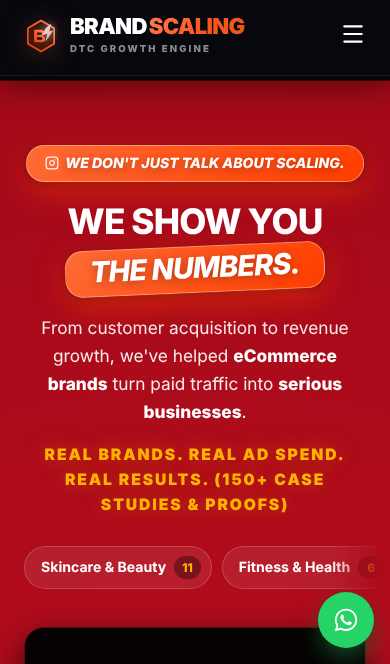 BRANDSCALING
DTC GROWTH ENGINE
WE DON'T JUST TALK ABOUT SCALING.
WE SHOW YOU
THE NUMBERS.
From customer acquisition to revenue
growth, we've helped eCommerce
brands turn paid traffic into serious
businesses.
REAL BRANDS. REAL AD SPEND.
REAL RESULTS. (150+ CASE
STUDIES & PROOFS)
Skincare & Beauty 11
Fitness & Health 6